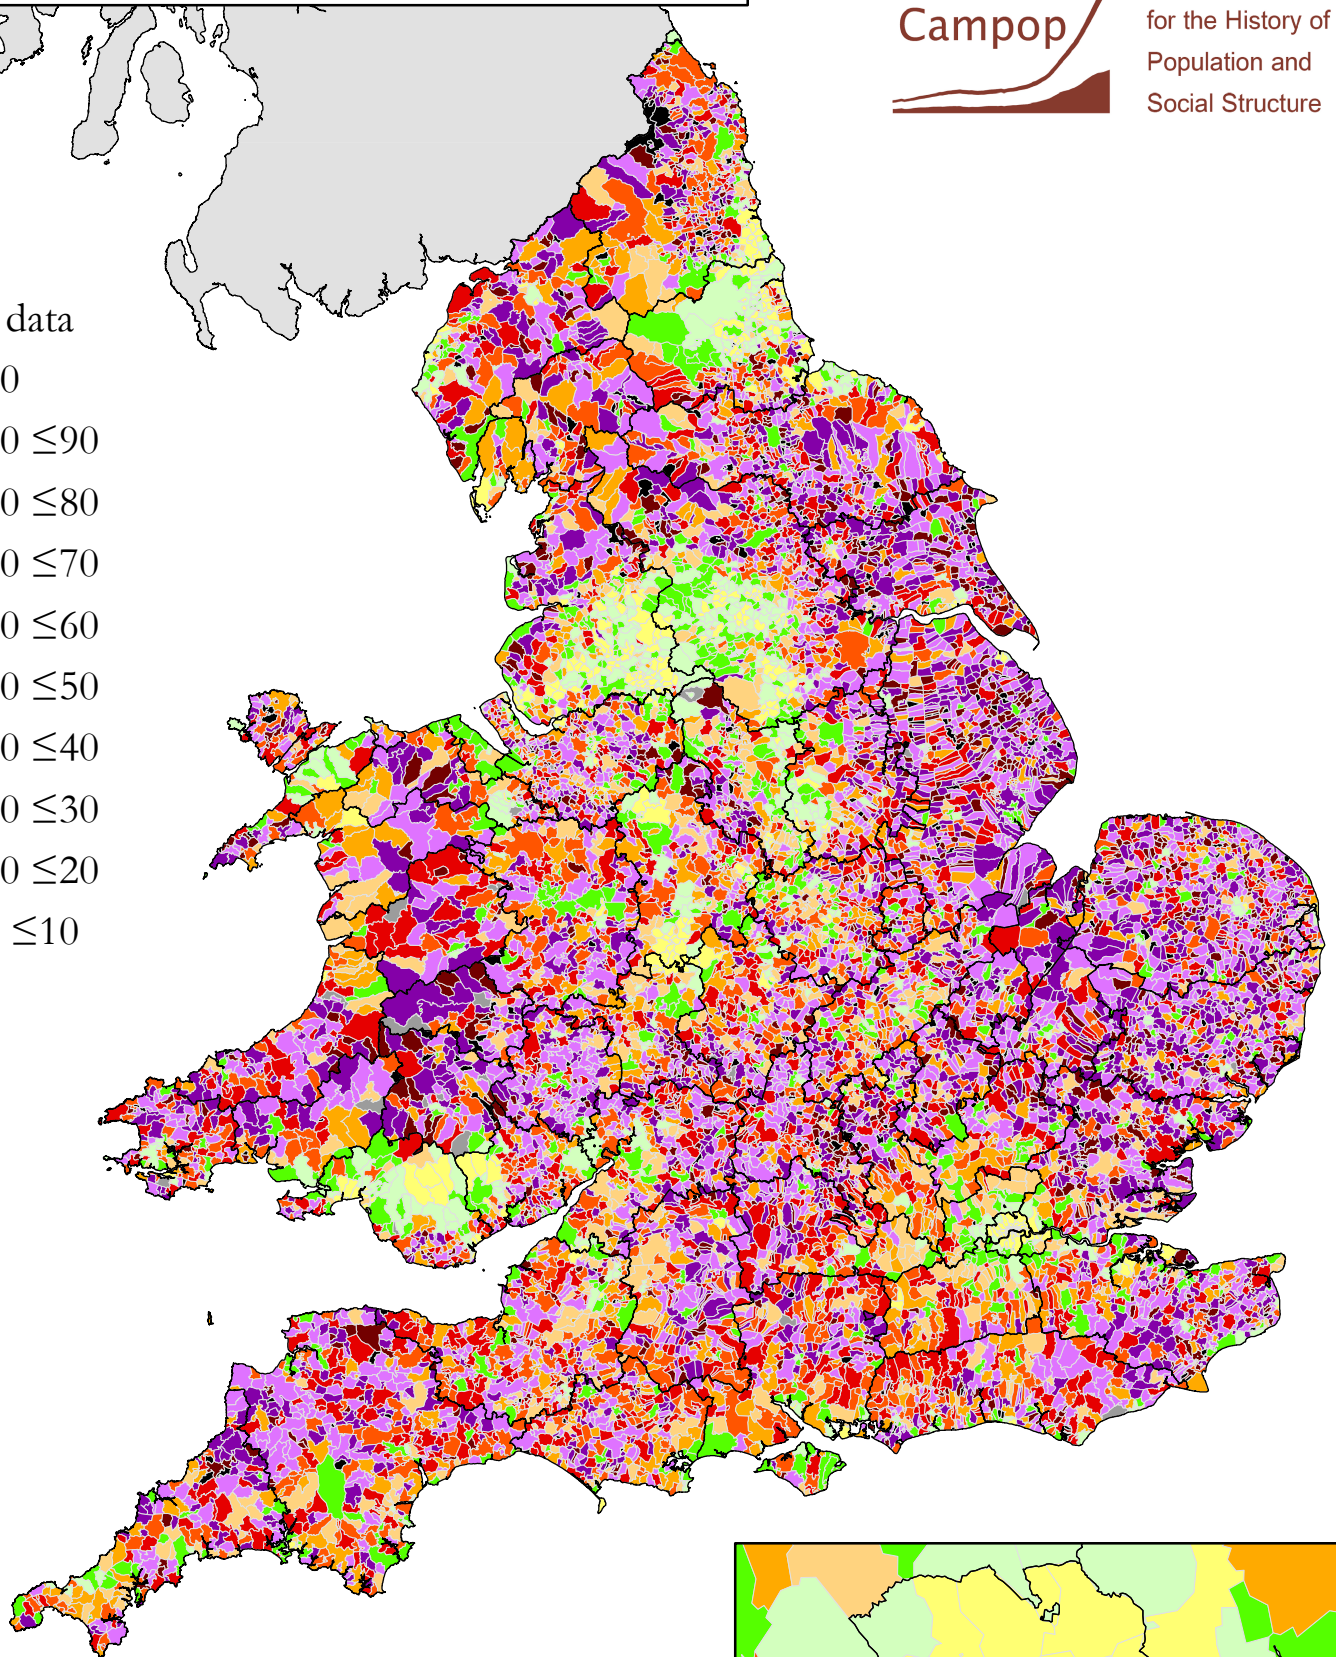 Campop
for the History of
Population and
Social Structure
data
0
0 ≤90
0 ≤80
0 ≤70
0 ≤60
0 ≤50
0 ≤40
0 ≤30
0 ≤20
≤10